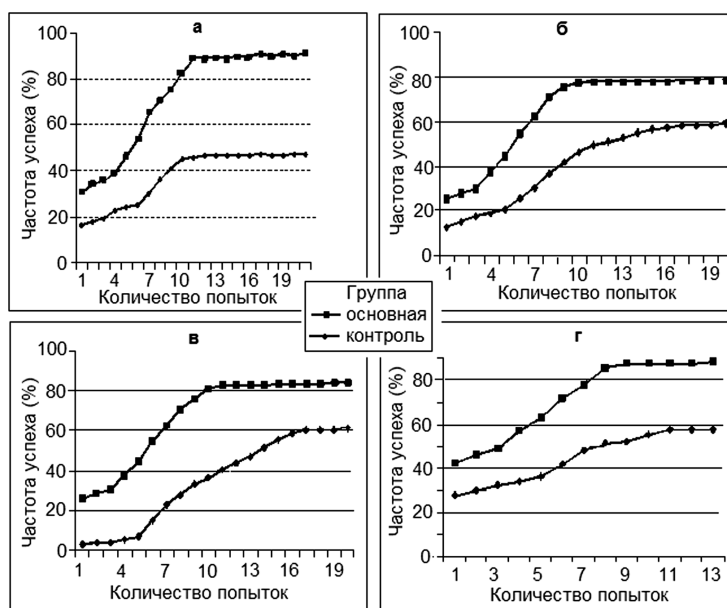 а
Частота успеха (%)
100
80
60
40
20
0
1 4 7 10 13 16 19
Количество попыток
б
Частота успеха (%)
100
80
60
40
20
0
1 4 7 10 13 16 19
Количество попыток
Группа
основная
контроль
в
Частота успеха (%)
100
80
60
40
20
0
1 4 7 10 13 16 19
Количество попыток
г
Частота успеха (%)
80
60
40
20
0
1 3 5 7 9 11 13
Количество попыток